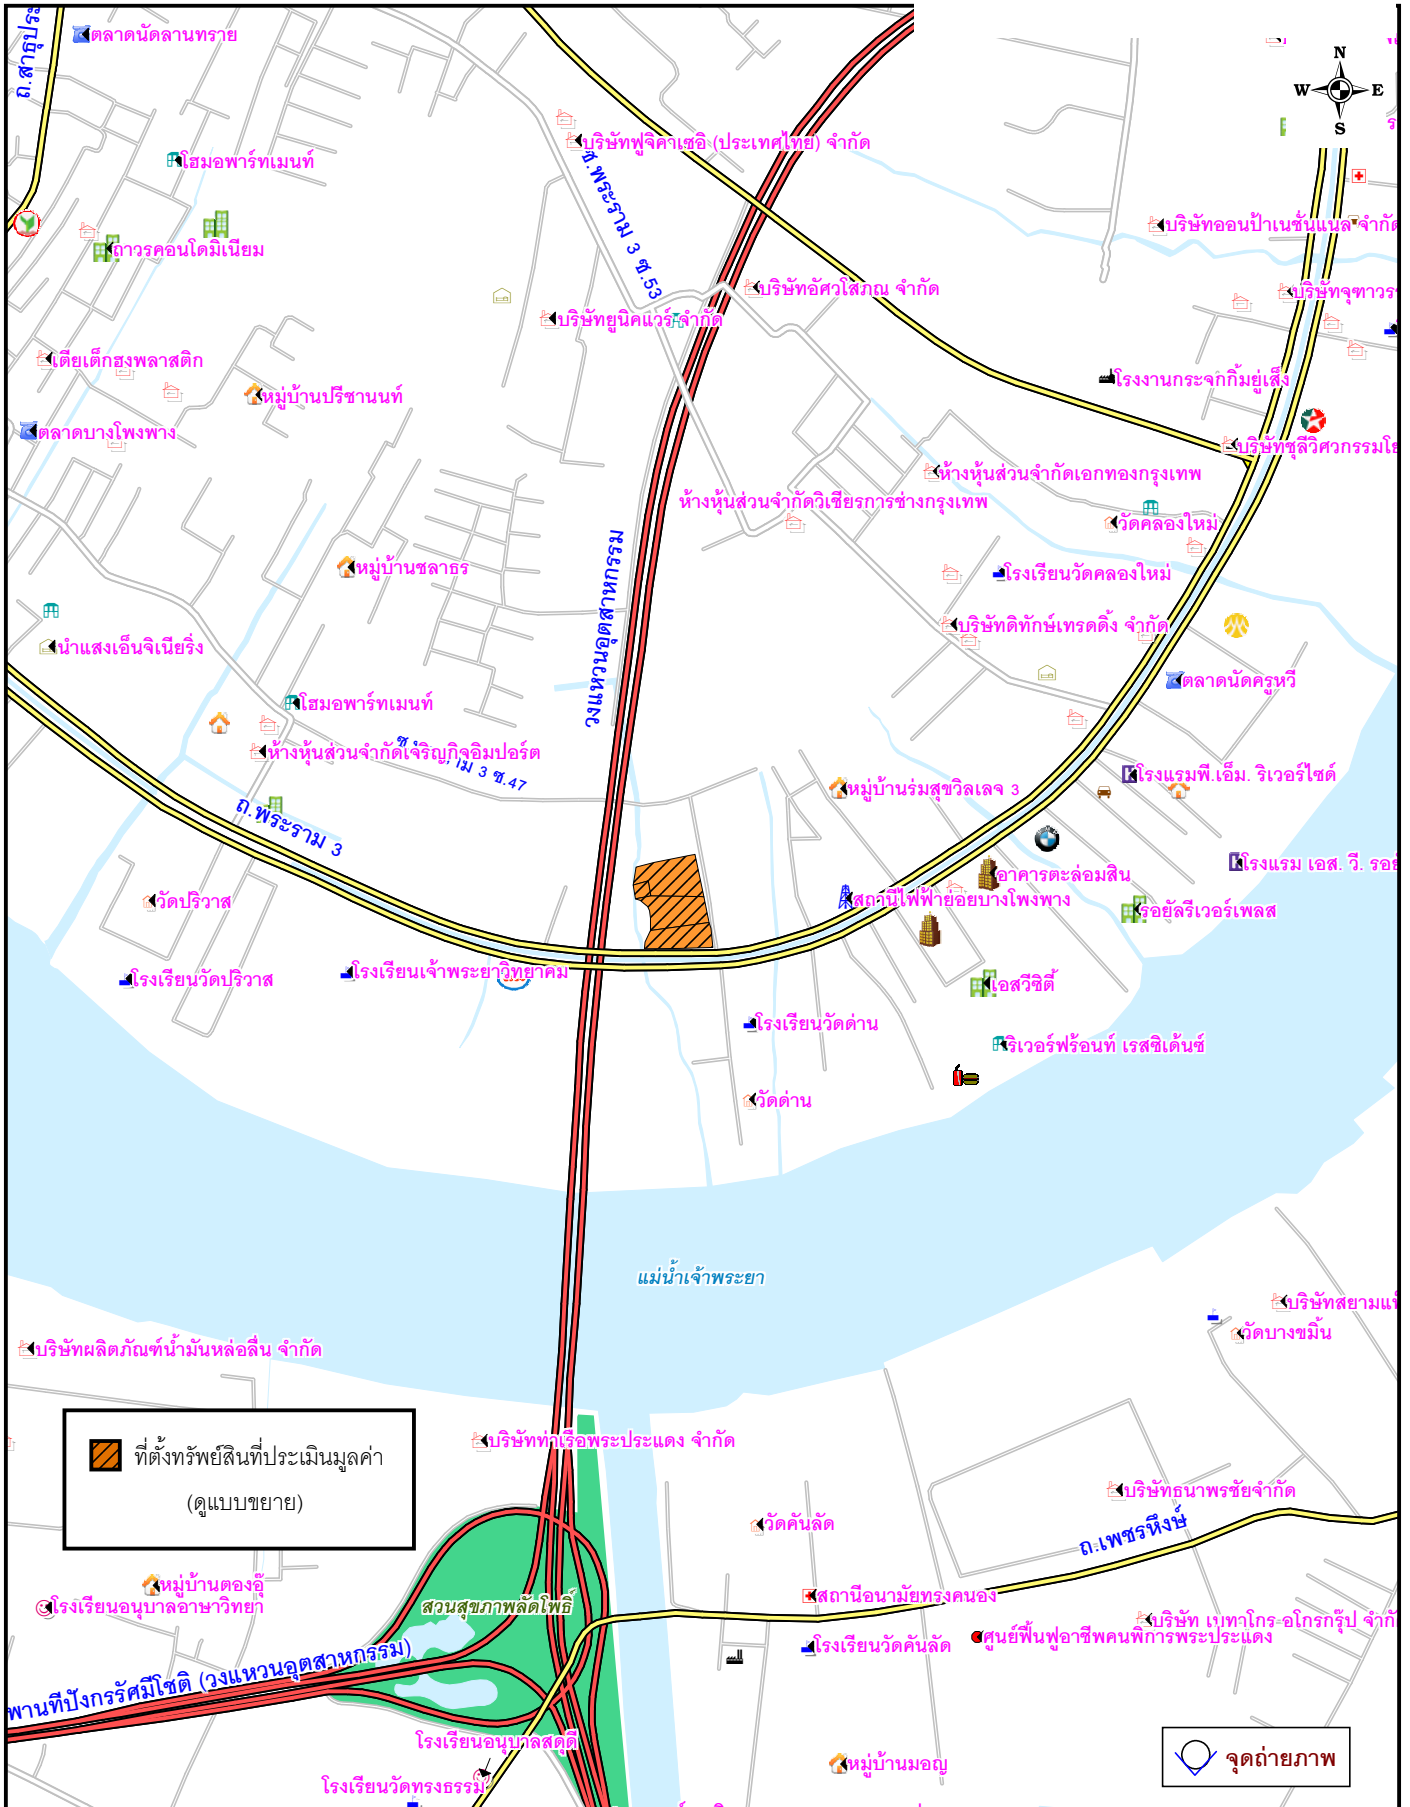 ตลาดนัดลานทราย
N
W
E
S
บริษัทฟูจิคาเซอิ (ประเทศไทย) จำกัด
โฮมอพาร์ทเมนท์
ซ.พระราม 3 ซ.53
บริษัทออนป้าเนชั่นแนล จำกัด
ถาวรคอนโดมิเนียม
บริษัทอัศวโสภณ จำกัด
บริษัทยูนิคแวร์ จำกัด
เตียเต็กฮงพลาสติก
โรงงานกระจกกิ้มยู่เส็ง
หมู่บ้านปรีชานนท์
ตลาดบางโพงพาง
ห้างหุ้นส่วนจำกัดเอกทองกรุงเทพ
ห้างหุ้นส่วนจำกัดวิเชียรการช่างกรุงเทพ
วัดคลองใหม่
หมู่บ้านชลาธร
โรงเรียนวัดคลองใหม่
วงแหวนอุตสาหกรรม
บริษัทดิทักษ์เทรดดิ้ง จำกัด
นำแสงเอ็นจิเนียริ่ง
ตลาดนัดครูหวี
โฮมอพาร์ทเมนท์
ห้างหุ้นส่วนจำกัดเจริญกิจอิมปอร์ต
3 ซ.47
โรงแรมพี.เอ็ม. ริเวอร์ไซด์
หมู่บ้านร่มสุขวิลเลจ 3
ถ.พระราม 3
โรงแรม เอส. วี.
อาคารตะล่อมสิน
สถานีไฟฟ้าย่อยบางโพงพาง
วัดปริวาส
รอยัลรีเวอร์เพลส
โรงเรียนวัดปริวาส
โรงเรียนเจ้าพระยาวิทยาคม
เอสวีซิตี้
โรงเรียนวัดด่าน
ริเวอร์ฟร้อนท์ เรสซิเด้นซ์
วัดด่าน
แม่น้ำเจ้าพระยา
วัดบางขมิ้น
บริษัทผลิตภัณฑ์น้ำมันหล่อลื่น จำกัด
ที่ตั้งทรัพย์สินที่ประเมินมูลค่า
(ดูแบบขยาย)
บริษัทท่าเรือพระประแดง จำกัด
บริษัทธนาพรชัยจำกัด
วัดคันลัด
ถ.เพชรหึงษ์
หมู่บ้านตองอุ๊
โรงเรียนอนุบาลอาษาวิทยา
สวนสุขภาพลัดโพธิ์
สถานีอนามัยทรงคนอง
บริษัท เบทาโกร อโกรกรุ๊ป
ศูนย์ฟื้นฟูอาชีพคนพิการพระประแดง
โรงเรียนวัดคันลัด
พานทีปังกรรัศมีโชติ (วงแหวนอุตสาหกรรม)
โรงเรียนอนุบาลสดุดี
โรงเรียนวัดทรงธรรม
หมู่บ้านมอญ
จุดถ่ายภาพ